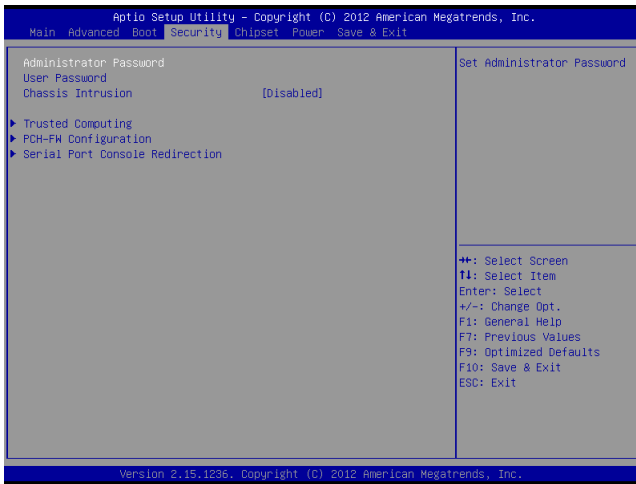 Aptio Setup Utility – Copyright (C) 2012 American Megatrends, Inc.
Main Advanced Boot Security Chipset Power Save & Exit
Administrator Password
Set Administrator Password
User Password
Chassis Intrusion [Disabled]
Trusted Computing
PCH-FW Configuration
Serial Port Console Redirection
→←: Select Screen
↑↓: Select Item
Enter: Select
+/-: Change Opt.
F1: General Help
F7: Previous Values
F9: Optimized Defaults
F10: Save & Exit
ESC: Exit
Version 2.15.1236. Copyright (C) 2012 American Megatrends, Inc.